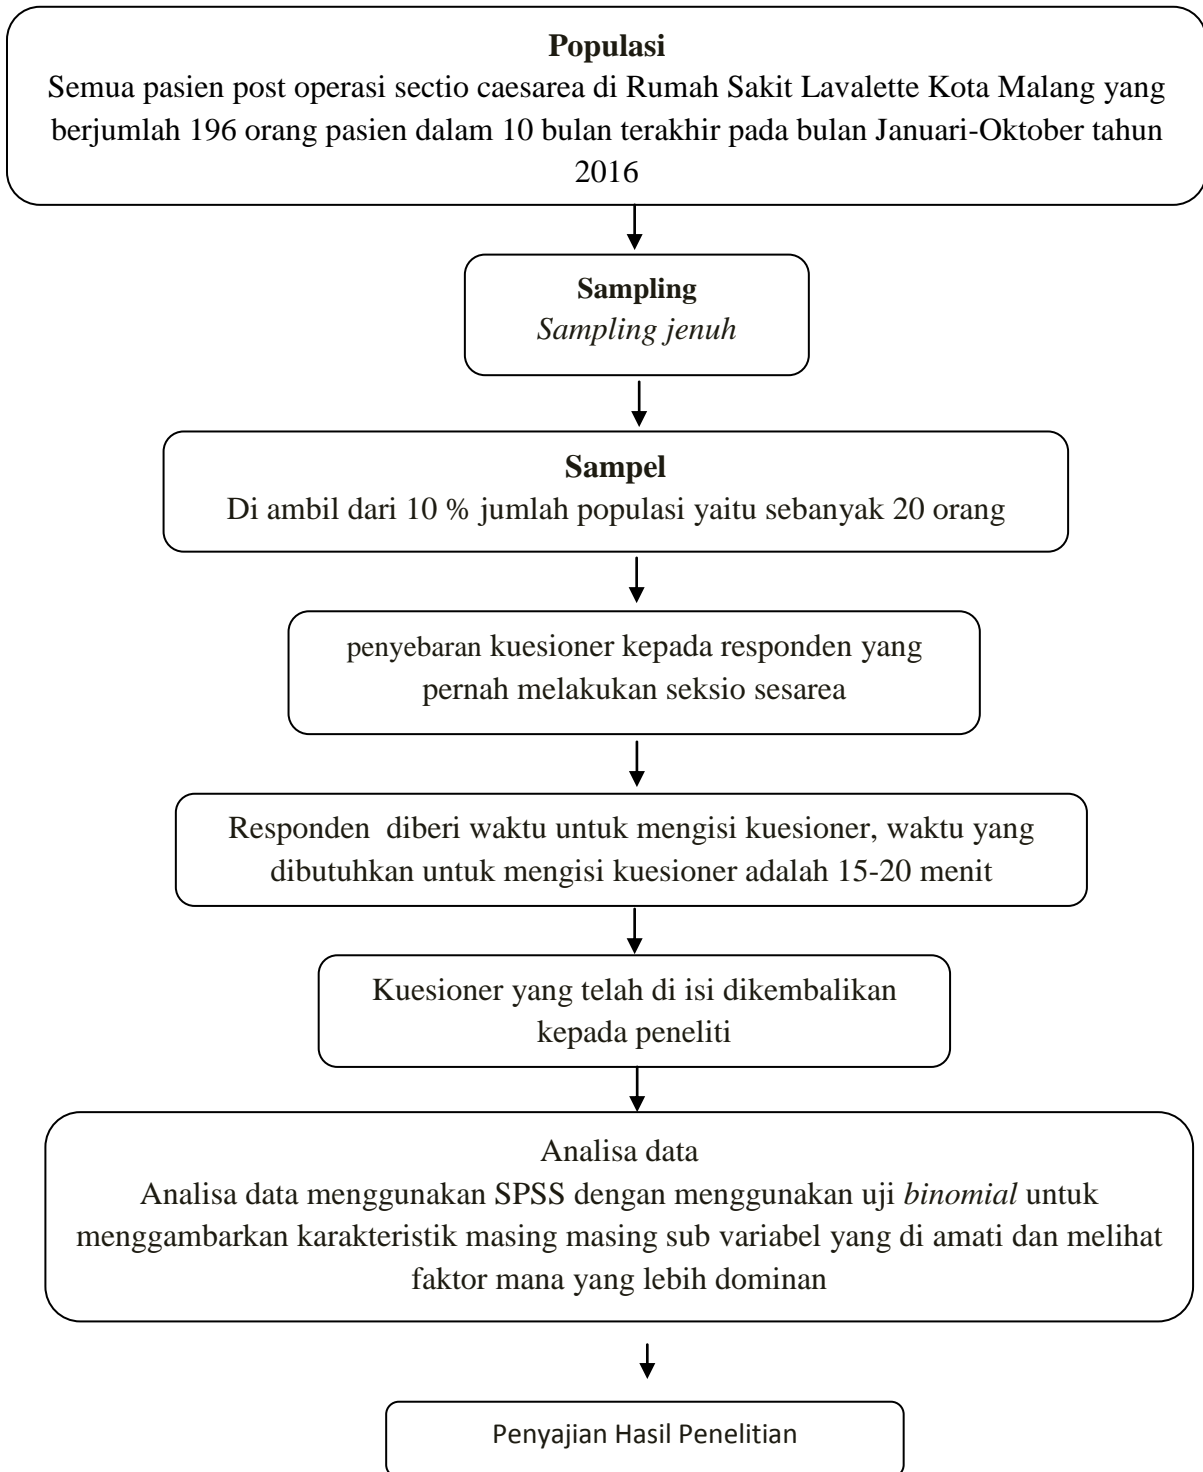 Populasi
Semua pasien post operasi sectio caesarea di Rumah Sakit Lavalette Kota Malang yang
berjumlah 196 orang pasien dalam 10 bulan terakhir pada bulan Januari-Oktober tahun
2016
Sampling
Sampling jenuh
Sampel
Di ambil dari 10 % jumlah populasi yaitu sebanyak 20 orang
penyebaran kuesioner kepada responden yang
pernah melakukan seksio sesarea
Responden diberi waktu untuk mengisi kuesioner, waktu yang
dibutuhkan untuk mengisi kuesioner adalah 15-20 menit
Kuesioner yang telah di isi dikembalikan
kepada peneliti
Analisa data
Analisa data menggunakan SPSS dengan menggunakan uji binomial untuk
menggambarkan karakteristik masing masing sub variabel yang di amati dan melihat
faktor mana yang lebih dominan
Penyajian Hasil Penelitian